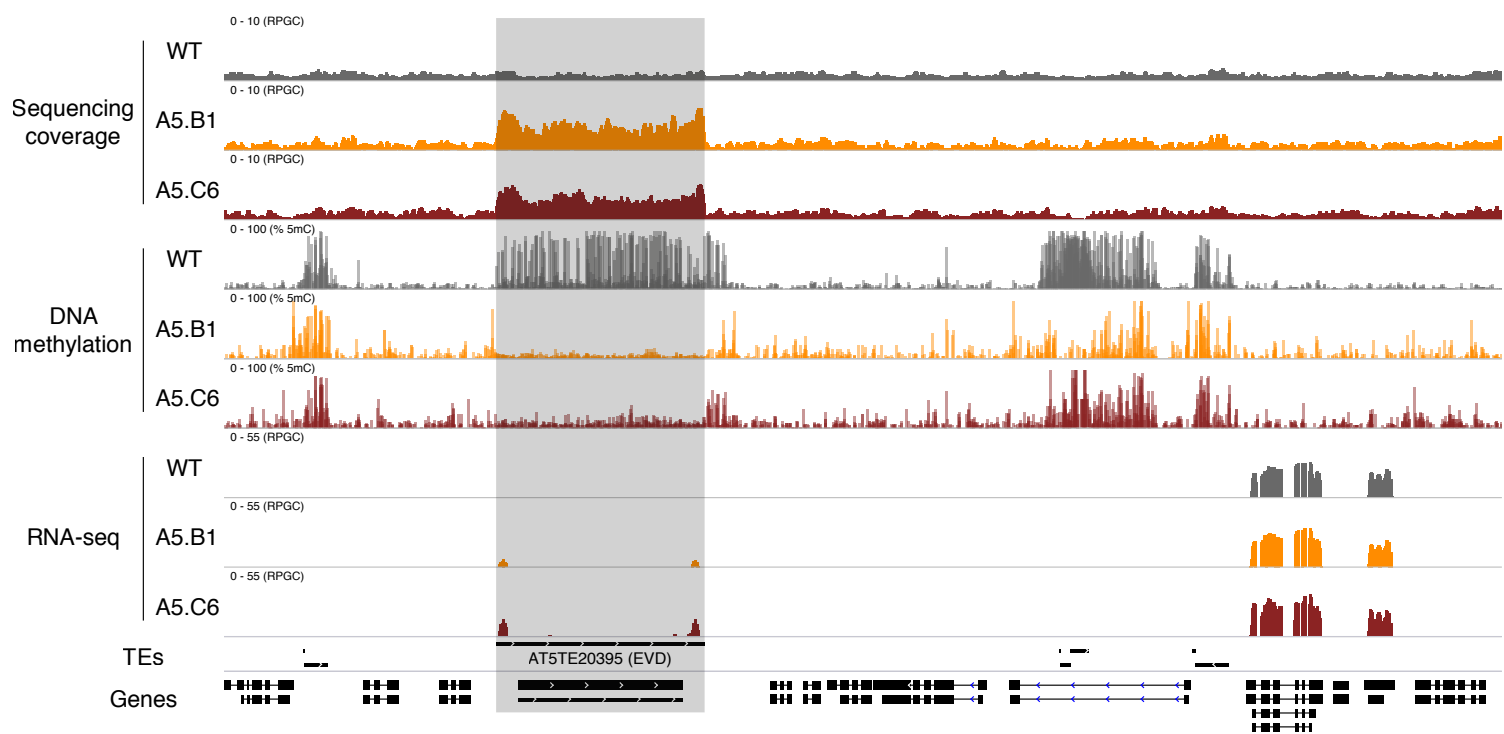 0 - 10 (RPGC)
WT
0 - 10 (RPGC)
Sequencing
coverage
A5.B1
0 - 10 (RPGC)
A5.C6
0 - 100 (% 5mC)
WT
0 - 100 (% 5mC)
DNA
methylation
A5.B1
0 - 100 (% 5mC)
A5.C6
0 - 55 (RPGC)
WT
0 - 55 (RPGC)
RNA-seq
A5.B1
0 - 55 (RPGC)
A5.C6
TEs
AT5TE20395 (EVD)
Genes